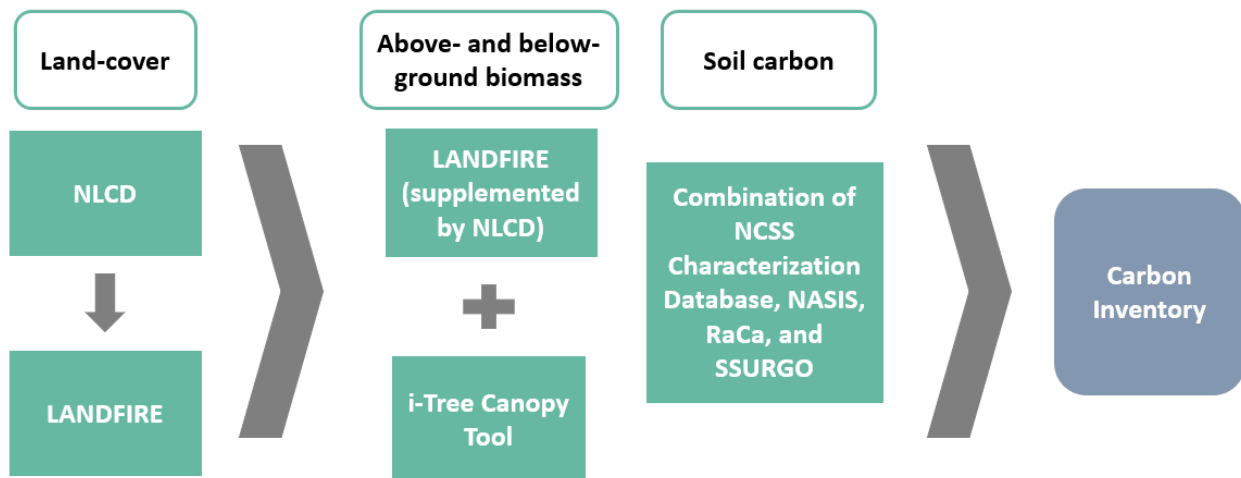 Land-cover
NLCD
LANDFIRE
Above- and below-
ground biomass
LANDFIRE
(supplemented
by NLCD)
i-Tree Canopy
Tool
Soil carbon
Combination of
NCSS
Characterization
Database, NASIS,
RaCa, and
SSURGO
Carbon
Inventory